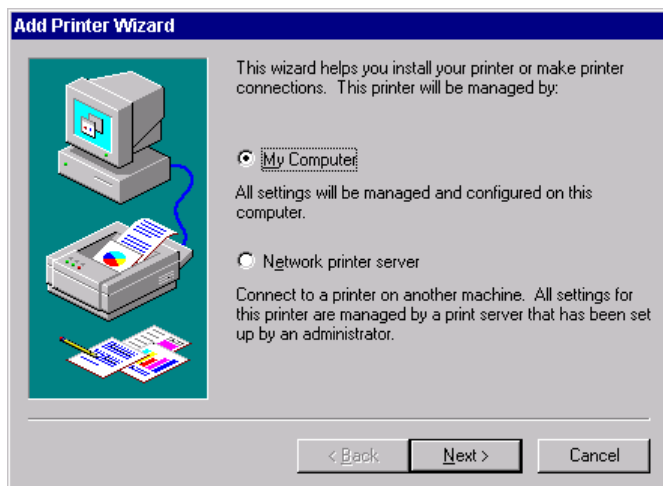 Add Printer Wizard
This wizard helps you install your printer or make printer
connections.  This printer will be managed by:
My Computer
All settings will be managed and configured on this
computer.
Network printer server
Connect to a printer on another machine.  All settings for
this printer are managed by a print server that has been set
up by an administrator.
< Back
Next >
Cancel